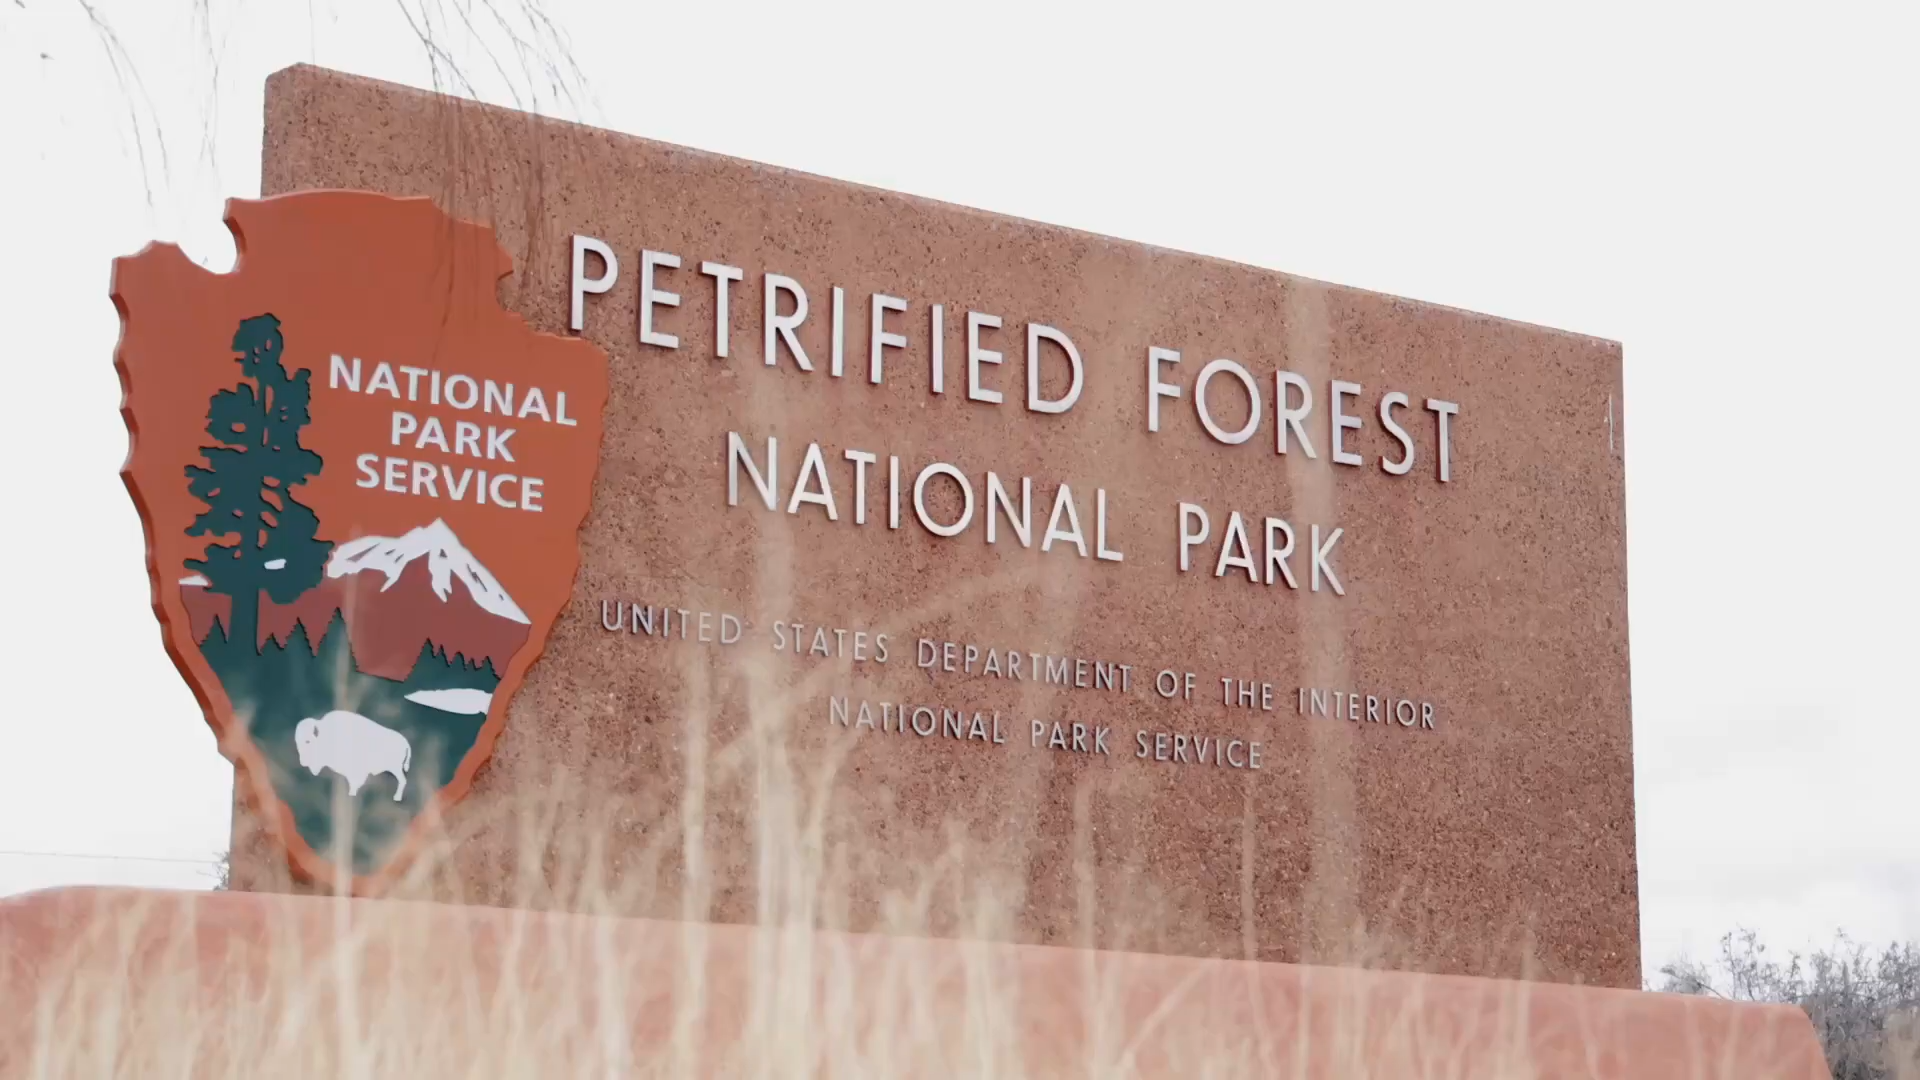 NATIONAL
PARK
SERVICE
PETRIFIED FOREST
NATIONAL PARK
UNITED STATES DEPARTMENT OF THE INTERIOR
NATIONAL PARK SERVICE